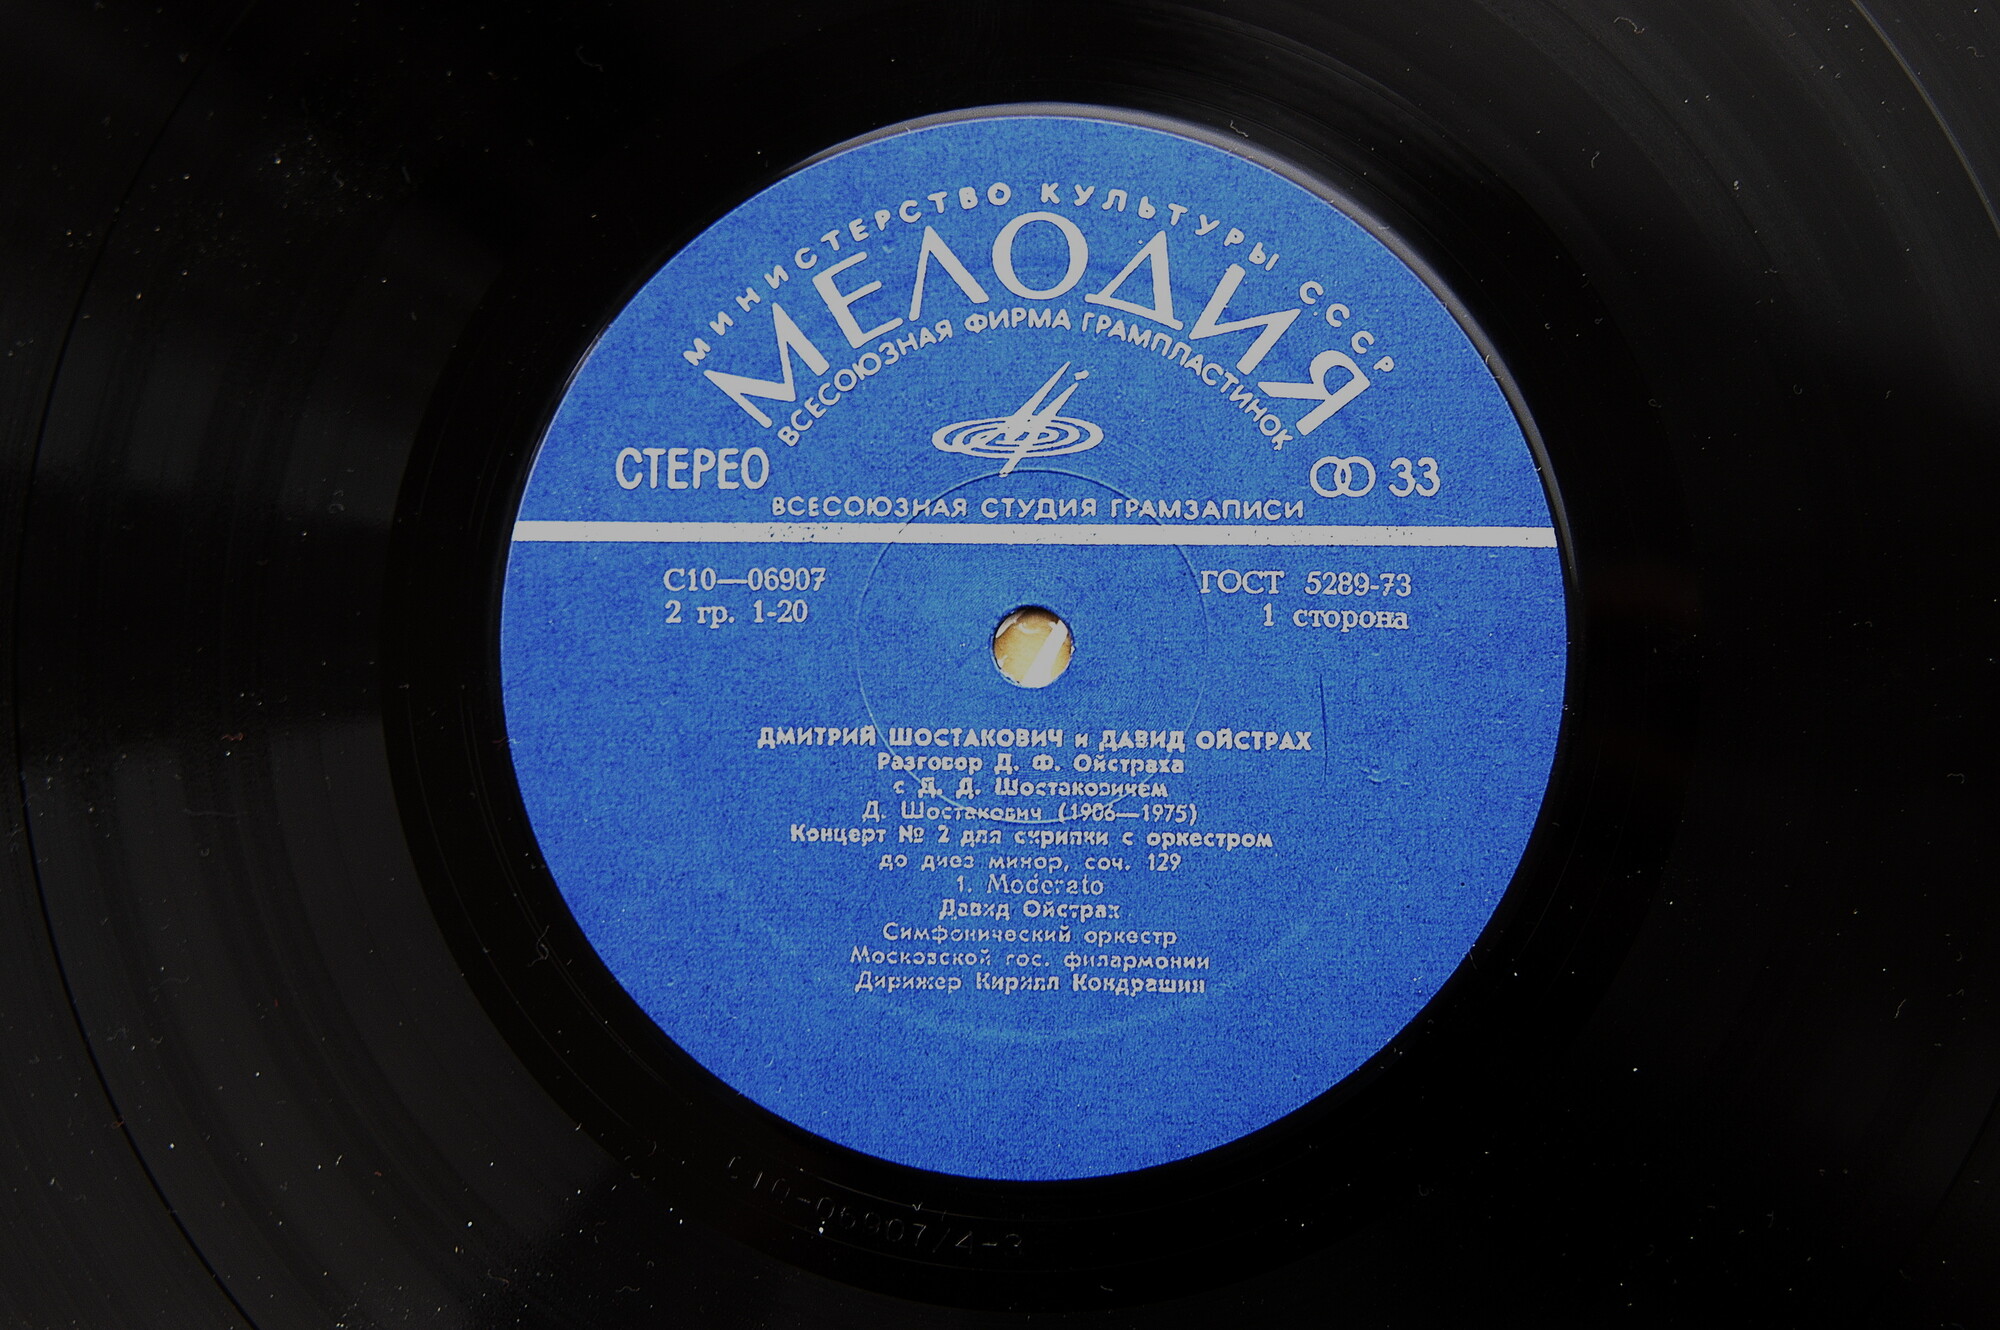 МИНИСТЕРСТВО КУЛЬТУРЫ СССР
МЕЛОДИЯ
ВСЕСОЮЗНАЯ ФИРМА ГРАМПЛАСТИНОК
СТЕРЕО
33
ВСЕСОЮЗНАЯ СТУДИЯ ГРАМЗАПИСИ
С10—06907
2 гр. 1-20
ГОСТ 5289-73
1 сторона
ДМИТРИЙ ШОСТАКОВИЧ и ДАВИД ОЙСТРАХ
Разговор Д. Ф. Ойстраха
с Д. Д. Шостаковичем
Д. Шостакович (1906—1975)
Концерт № 2 для скрипки с оркестром
до диез минор, соч. 129
1. Moderato
Давид Ойстрах
Симфонический оркестр
Московской гос. филармонии
Дирижер Кирилл Кондрашин